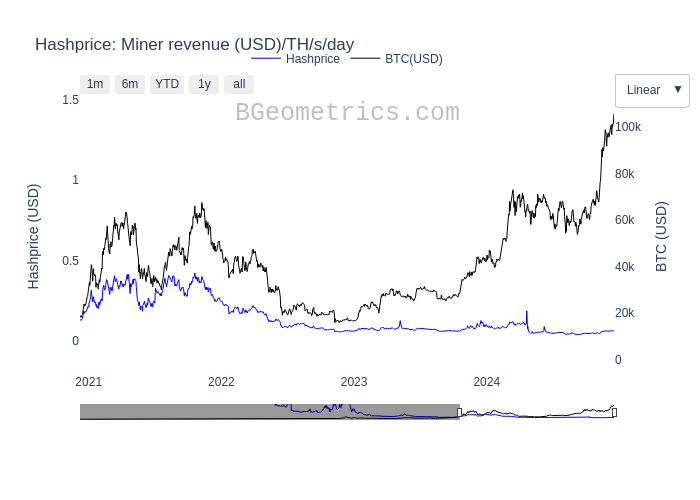 Hashprice: Miner revenue (USD)/TH/s/day
Hashprice BTC(USD)
1m 6m YTD 1y all
Linear ▼
BGeometrics.com
1.5
1
0.5
0
Hashprice (USD)
100k
80k
60k
40k
20k
0
BTC (USD)
2021 2022 2023 2024